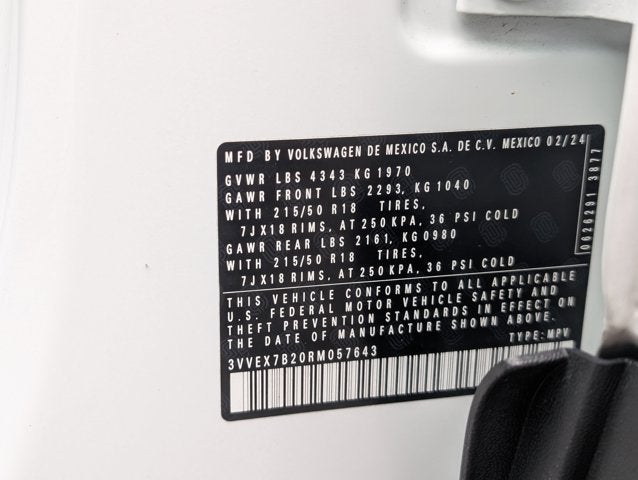 MFD BY VOLKSWAGEN DE MEXICO S.A. DE C.V. MEXICO 02/24
GVWR LBS 4343 KG 1970
GAWR FRONT LBS 2293, KG 1040
WITH 215/50 R18 TIRES,
7JX18 RIMS, AT 250 KPA, 36 PSI COLD
GAWR REAR LBS 2161, KG 0980
WITH 215/50 R18 TIRES,
7JX18 RIMS, AT 250 KPA, 36 PSI COLD
THIS VEHICLE CONFORMS TO ALL APPLICABLE
U.S. FEDERAL MOTOR VEHICLE SAFETY AND
THEFT PREVENTION STANDARDS IN EFFECT ON
THE DATE OF MANUFACTURE SHOWN ABOVE.
3VVEX7B20RM057643 TYPE: MPV
0626291 3877